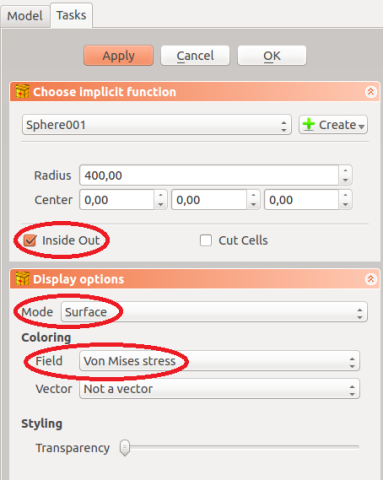 Model Tasks
Apply Cancel OK
Choose implicit function
Sphere001 Create
Radius 400,00
Center 0,00 0,00 0,00
Inside Out Cut Cells
Display options
Mode Surface
Coloring
Field Von Mises stress
Vector Not a vector
Styling
Transparency